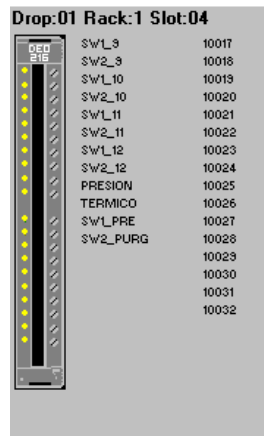 Drop:01 Rack:1 Slot:04
DEO
216
SW1_9 10017
SW2_9 10018
SW1_10 10019
SW2_10 10020
SW1_11 10021
SW2_11 10022
SW1_12 10023
SW2_12 10024
PRESION 10025
TERMICO 10026
SW1_PRE 10027
SW2_PURG 10028
10029
10030
10031
10032